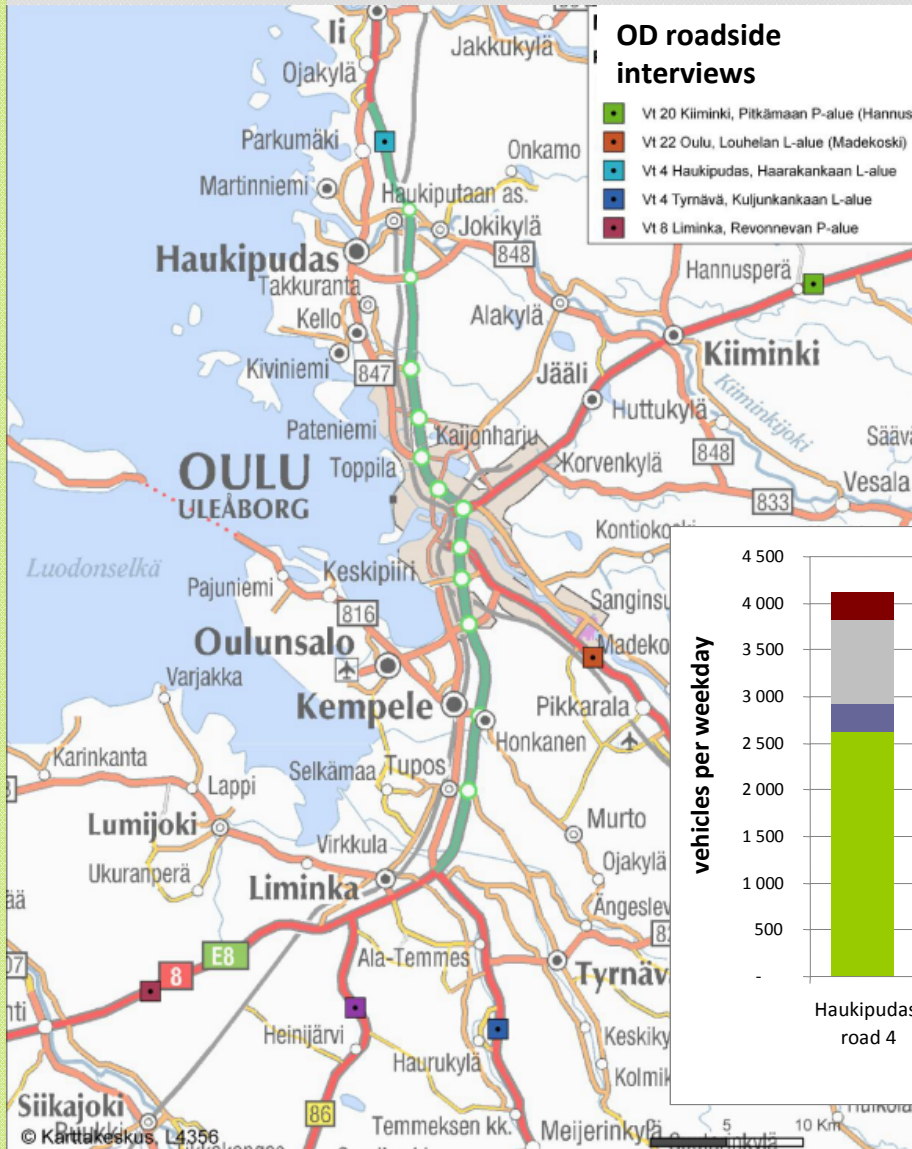 OD roadside
interviews
Vt 20 Kiiminki, Pitkämaan P-alue (Hannus
Vt 22 Oulu, Louhelan L-alue (Madekoski)
Vt 4 Haukipudas, Haarakankaan L-alue
Vt 4 Tyrnävä, Kuljunkankaan L-alue
Vt 8 Liminka, Revonnevan P-alue
Ii
Jakkukylä
Ojakylä
Parkumäki
Onkamo
Martinniemi
Haukiputaan as.
Jokikylä
848
Haukipudas
Hannusperä
Takkuranta
Alakylä
Kello
Kiiminki
Kiviniemi
847
Jääli
Kiiminkijoki
Huttukylä
Pateniemi
Kaijonharju
Säävä
Toppila
848
OULU
Korvenkylä
Vesala
ULEÅBORG
833
Luodonselkä
Kontiokoski
Keskipiiri
Pajuniemi
816
Sanginsu
Oulunsalo
Madeko
Varjakka
Kempele
Pikkarala
Honkanen
Karinkanta
Selkämaa
Tupos
Lappi
Lumijoki
Murto
Virkkula
Ukuranperä
Ojakylä
Liminka
Ängeslev
E8
8
Ala-Temmes
Tyrnäv
07
Heinijärvi
Haurukylä
Keskiky
Kolmik
Siikajoki
86
Temmeksen kk.
Meijerinkylä
© Karttakeskus, L4356
5
10 Km
vehicles per weekday
4 500
4 000
3 500
3 000
2 500
2 000
1 500
1 000
500
-
Haukipudas
road 4